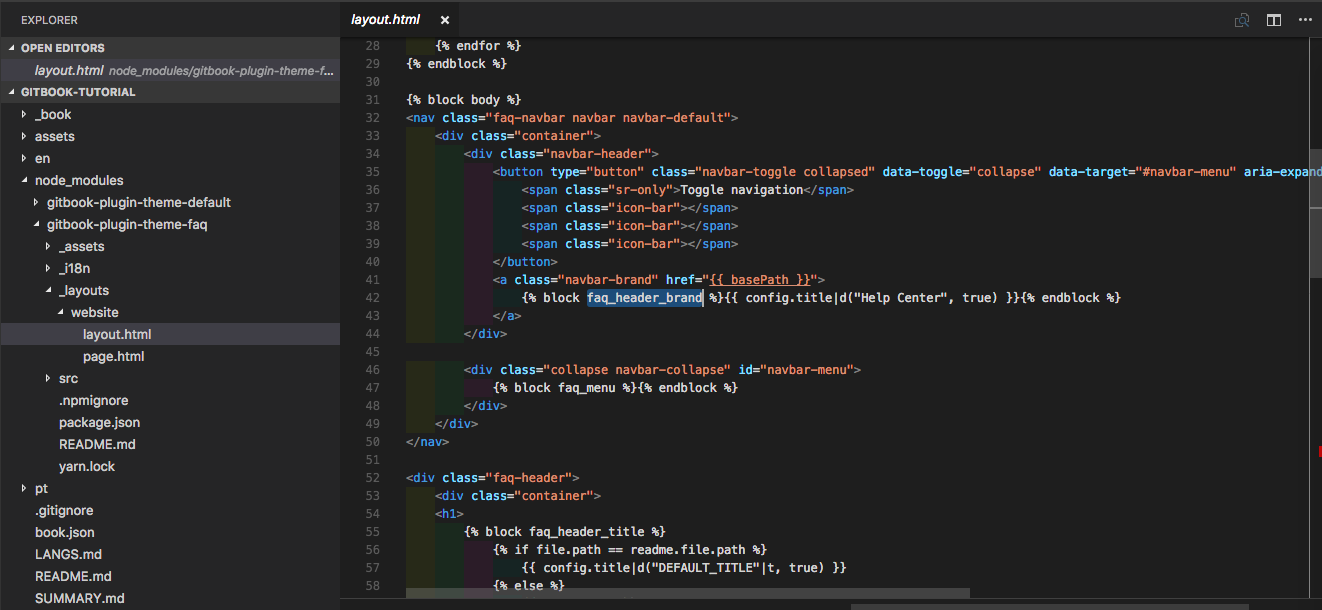 EXPLORER
OPEN EDITORS
layout.html node_modules/gitbook-plugin-theme-f...
GITBOOK-TUTORIAL
_book
assets
en
node_modules
gitbook-plugin-theme-default
gitbook-plugin-theme-faq
_assets
_i18n
_layouts
website
layout.html
page.html
src
.npmignore
package.json
README.md
yarn.lock
pt
.gitignore
book.json
LANGS.md
README.md
SUMMARY.md
layout.html ×
28 {% endfor %}
29 {% endblock %}
30
31 {% block body %}
32 <nav class="faq-navbar navbar navbar-default">
33 <div class="container">
34 <div class="navbar-header">
35 <button type="button" class="navbar-toggle collapsed" data-toggle="collapse" data-target="#navbar-menu" aria-expand
36 <span class="sr-only">Toggle navigation</span>
37 <span class="icon-bar"></span>
38 <span class="icon-bar"></span>
39 <span class="icon-bar"></span>
40 </button>
41 <a class="navbar-brand" href="{{ basePath }}">
42 {% block faq_header_brand %}{{ config.title|d("Help Center", true) }}{% endblock %}
43 </a>
44 </div>
45
46 <div class="collapse navbar-collapse" id="navbar-menu">
47 {% block faq_menu %}{% endblock %}
48 </div>
49 </div>
50 </nav>
51
52 <div class="faq-header">
53 <div class="container">
54 <h1>
55 {% block faq_header_title %}
56 {% if file.path == readme.file.path %}
57 {{ config.title|d("DEFAULT_TITLE"|t, true) }}
58 {% else %}